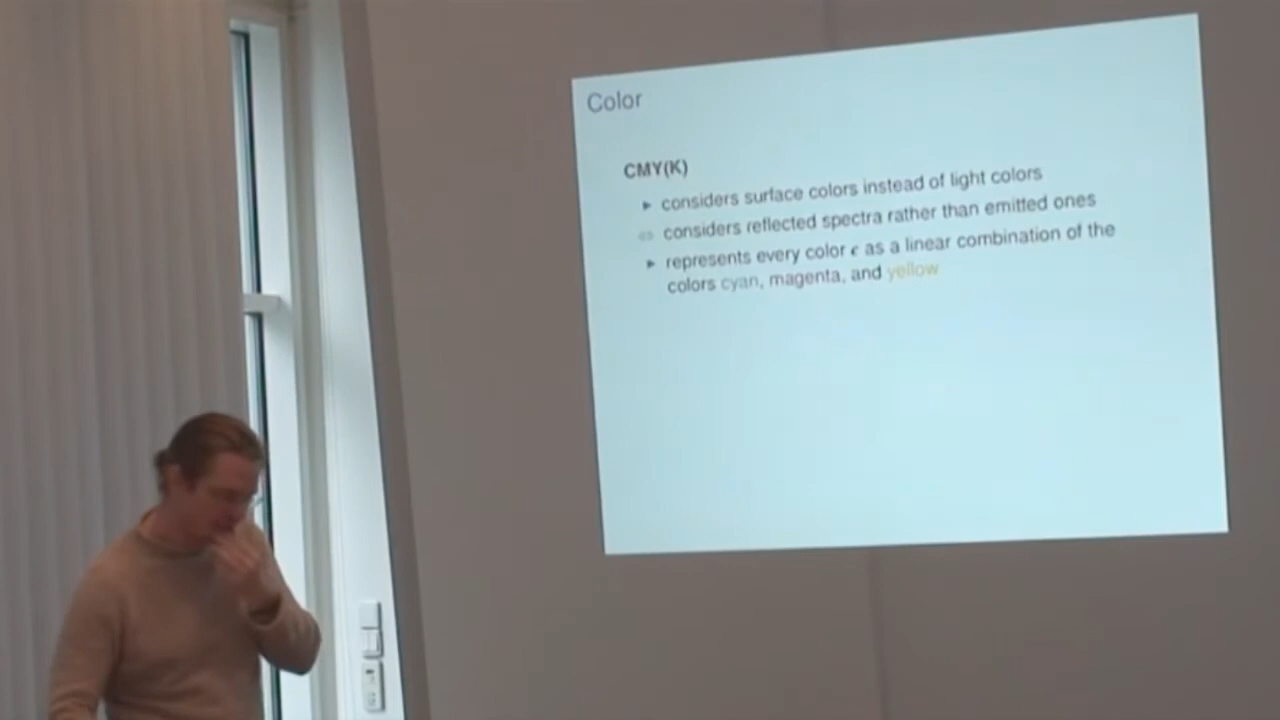 Color
CMY(K)
► considers surface colors instead of light colors
⇔ considers reflected spectra rather than emitted ones
► represents every color c as a linear combination of the
colors cyan, magenta, and yellow